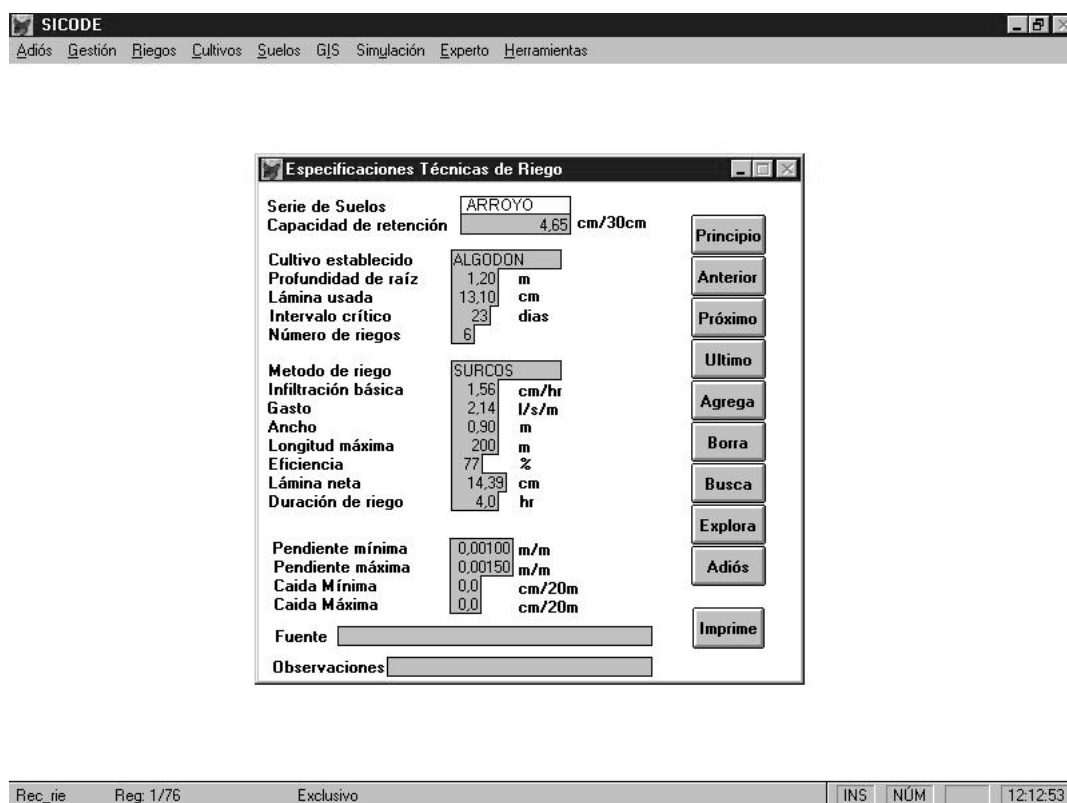 SICODE
Adiós Gestión Riegos Cultivos Suelos GIS Simulación Experto Herramientas
Especificaciones Técnicas de Riego
Serie de Suelos ARROYO
Capacidad de retención 4,65 cm/30cm
Principio
Cultivo establecido ALGODON
Profundidad de raíz 1,20 m
Anterior
Lámina usada 13,10 cm
Intervalo crítico 23 dias
Próximo
Número de riegos 6
Ultimo
Metodo de riego SURCOS
Infiltración básica 1,56 cm/hr
Gasto 2,14 l/s/m
Agrega
Ancho 0,90 m
Longitud máxima 200 m
Borra
Eficiencia 77 %
Lámina neta 14,39 cm
Busca
Duración de riego 4,0 hr
Explora
Pendiente mínima 0,00100 m/m
Pendiente máxima 0,00150 m/m
Adiós
Caida Mínima 0,0 cm/20m
Caida Máxima 0,0 cm/20m
Imprime
Fuente
Observaciones
Rec_rie Reg: 1/76 Exclusivo INS NÚM 12:12:53